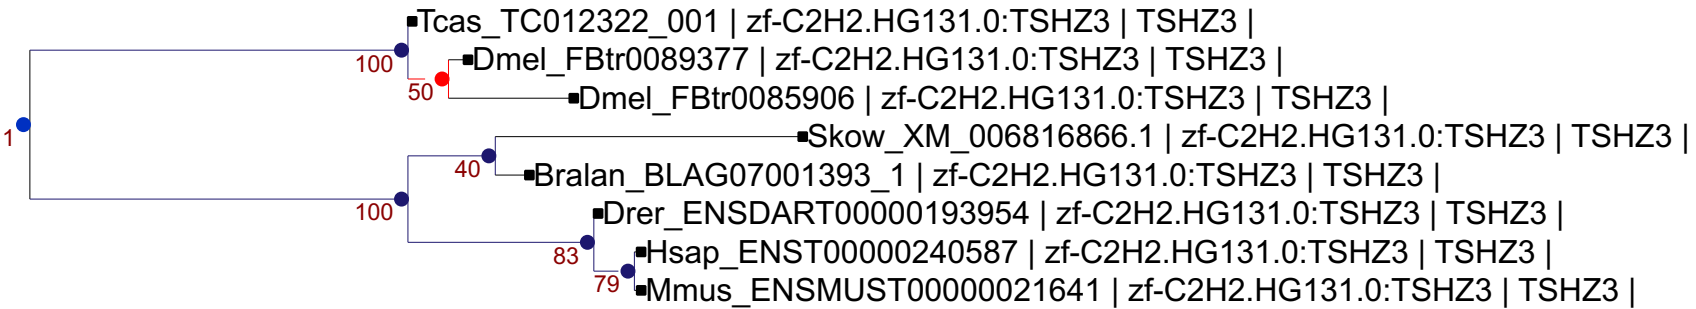 Tcas_TC012322_001 | zf-C2H2.HG131.0:TSHZ3 | TSHZ3 |
100
Dmel_FBtr0089377 | zf-C2H2.HG131.0:TSHZ3 | TSHZ3 |
50
Dmel_FBtr0085906 | zf-C2H2.HG131.0:TSHZ3 | TSHZ3 |
1
Skow_XM_006816866.1 | zf-C2H2.HG131.0:TSHZ3 | TSHZ3 |
40
Bralan_BLAG07001393_1 | zf-C2H2.HG131.0:TSHZ3 | TSHZ3 |
100
Drer_ENSDART00000193954 | zf-C2H2.HG131.0:TSHZ3 | TSHZ3 |
83
Hsap_ENST00000240587 | zf-C2H2.HG131.0:TSHZ3 | TSHZ3 |
79
Mmus_ENSMUST00000021641 | zf-C2H2.HG131.0:TSHZ3 | TSHZ3 |